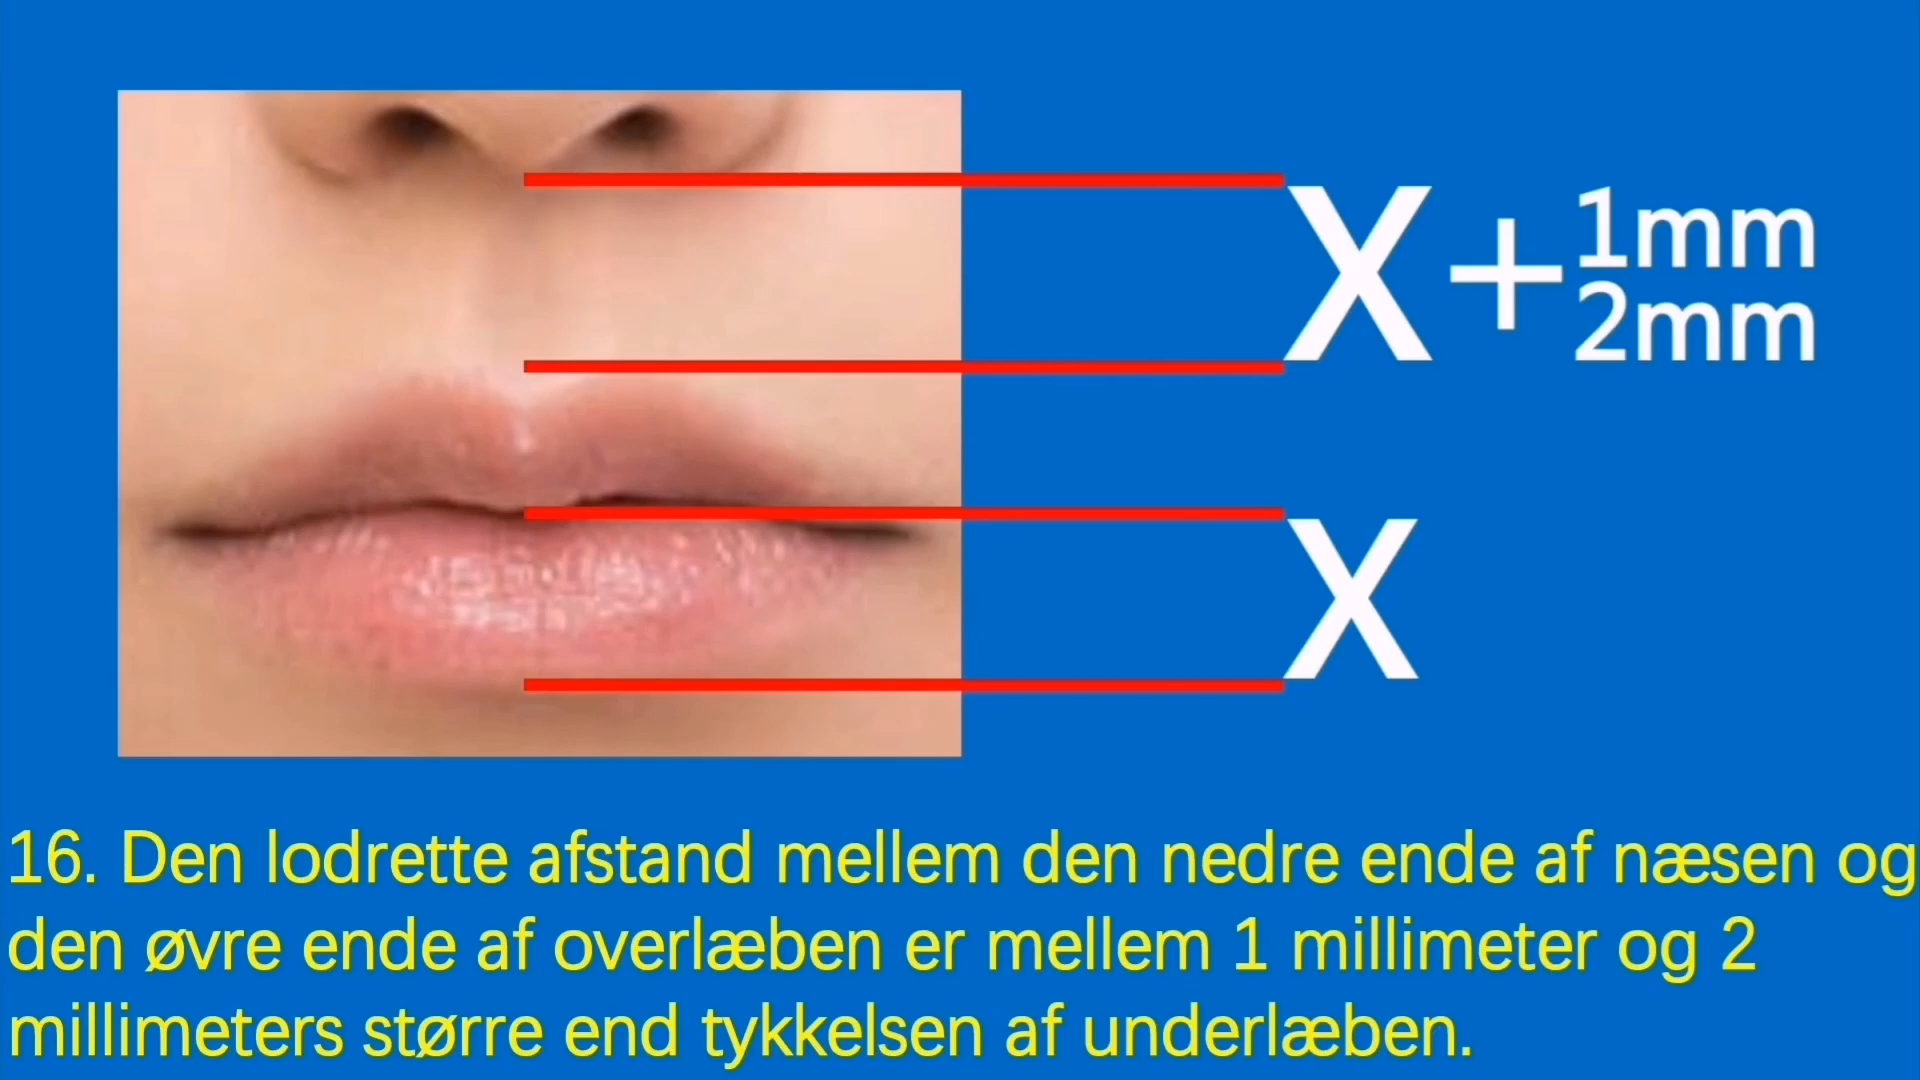 X+1mm
2mm
X
16. Den lodrette afstand mellem den nedre ende af næsen og
den øvre ende af overlæben er mellem 1 millimeter og 2
millimeters større end tykkelsen af underlæben.